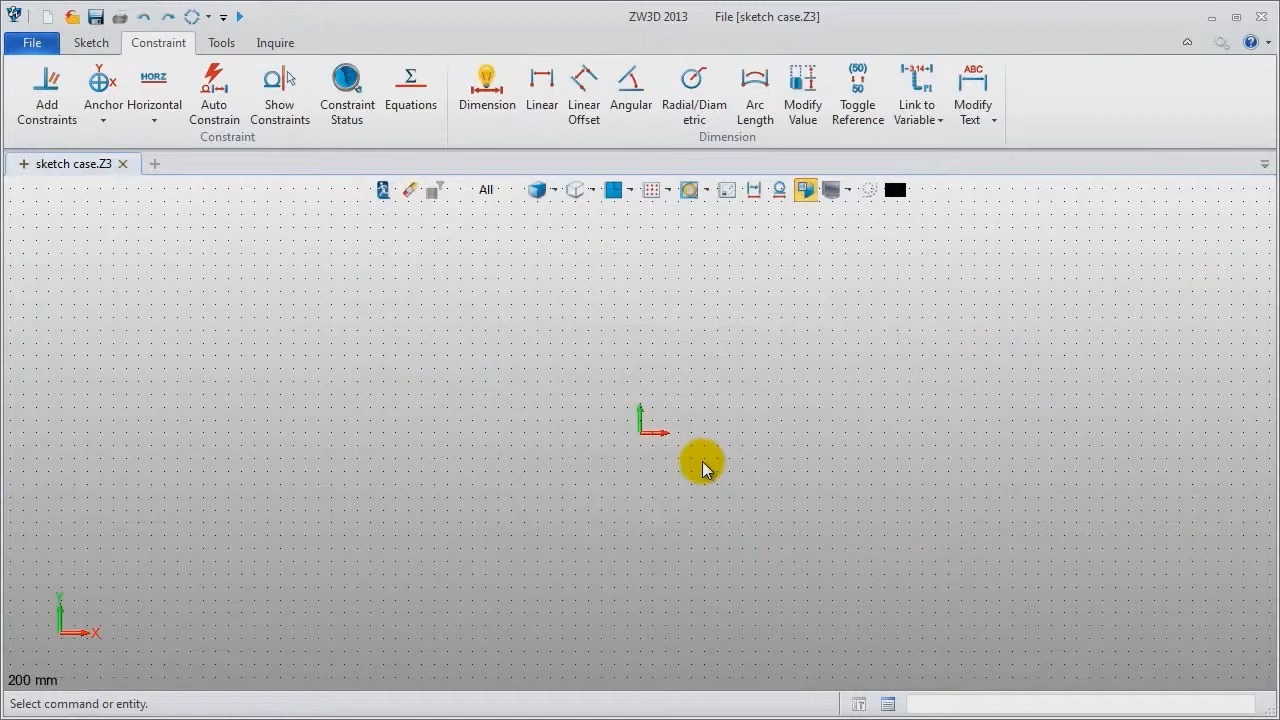 ZW3D 2013 File [sketch case.Z3]
File Sketch Constraint Tools Inquire
Add Constraints
Anchor
HORZ
Horizontal
Auto Constrain
Show Constraints
Constraint Status
Σ
Equations
Constraint
Dimension
Linear
Linear Offset
Angular
Radial/Diam etric
Arc Length
Modify Value
(50)
50
Toggle Reference
3.14
PI
Link to Variable
ABC
Modify Text
Dimension
sketch case.Z3
All
Y
X
200 mm
Select command or entity.